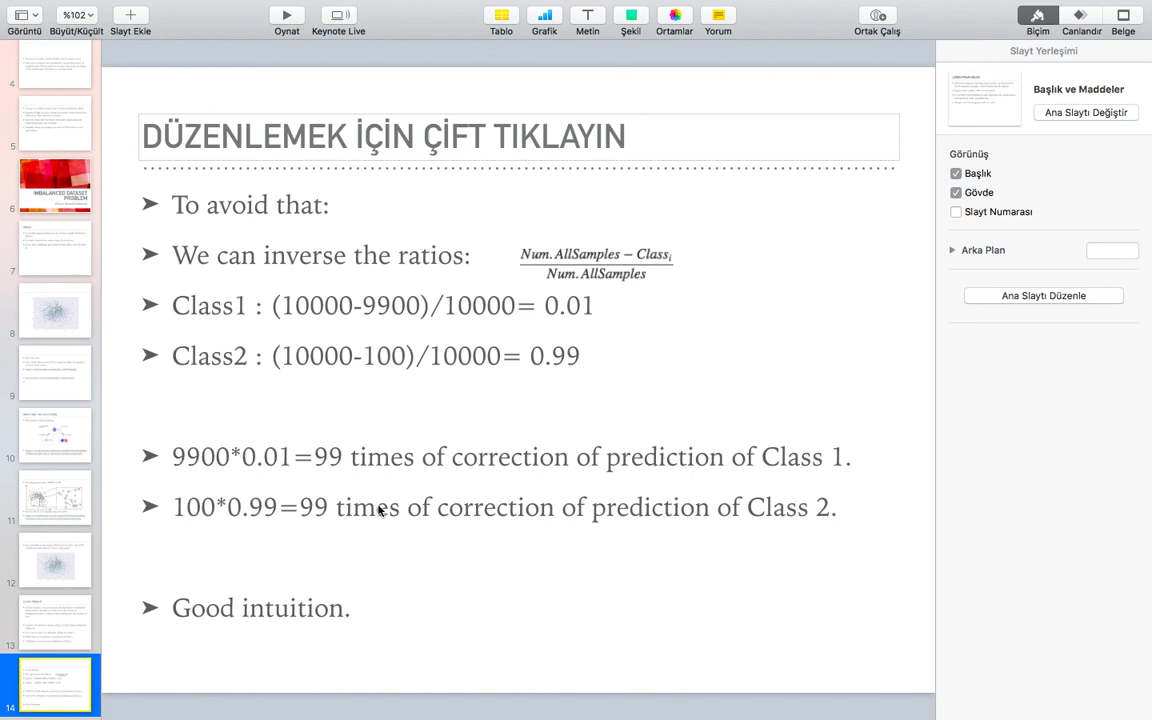 %102
Görüntü
Büyüt/Küçült
Slayt Ekle
Oynat
Keynote Live
Tablo
Grafik
Metin
Şekil
Ortamlar
Yorum
Ortak Çalış
Biçim
Canlandır
Belge
4
5
IMBALANCED DATASET
PROBLEM
6
7
8
9
10
11
12
13
14
DÜZENLEMEK İÇİN ÇİFT TIKLAYIN
➤ To avoid that:
➤ We can inverse the ratios: Num.AllSamples − Classᵢ
Num.AllSamples
➤ Class1 : (10000-9900)/10000= 0.01
➤ Class2 : (10000-100)/10000= 0.99
➤ 9900*0.01=99 times of correction of prediction of Class 1.
➤ 100*0.99=99 times of correction of prediction of Class 2.
➤ Good intuition.
Slayt Yerleşimi
Başlık ve Maddeler
Ana Slaytı Değiştir
Görünüş
Başlık
Gövde
Slayt Numarası
Arka Plan
Ana Slaytı Düzenle